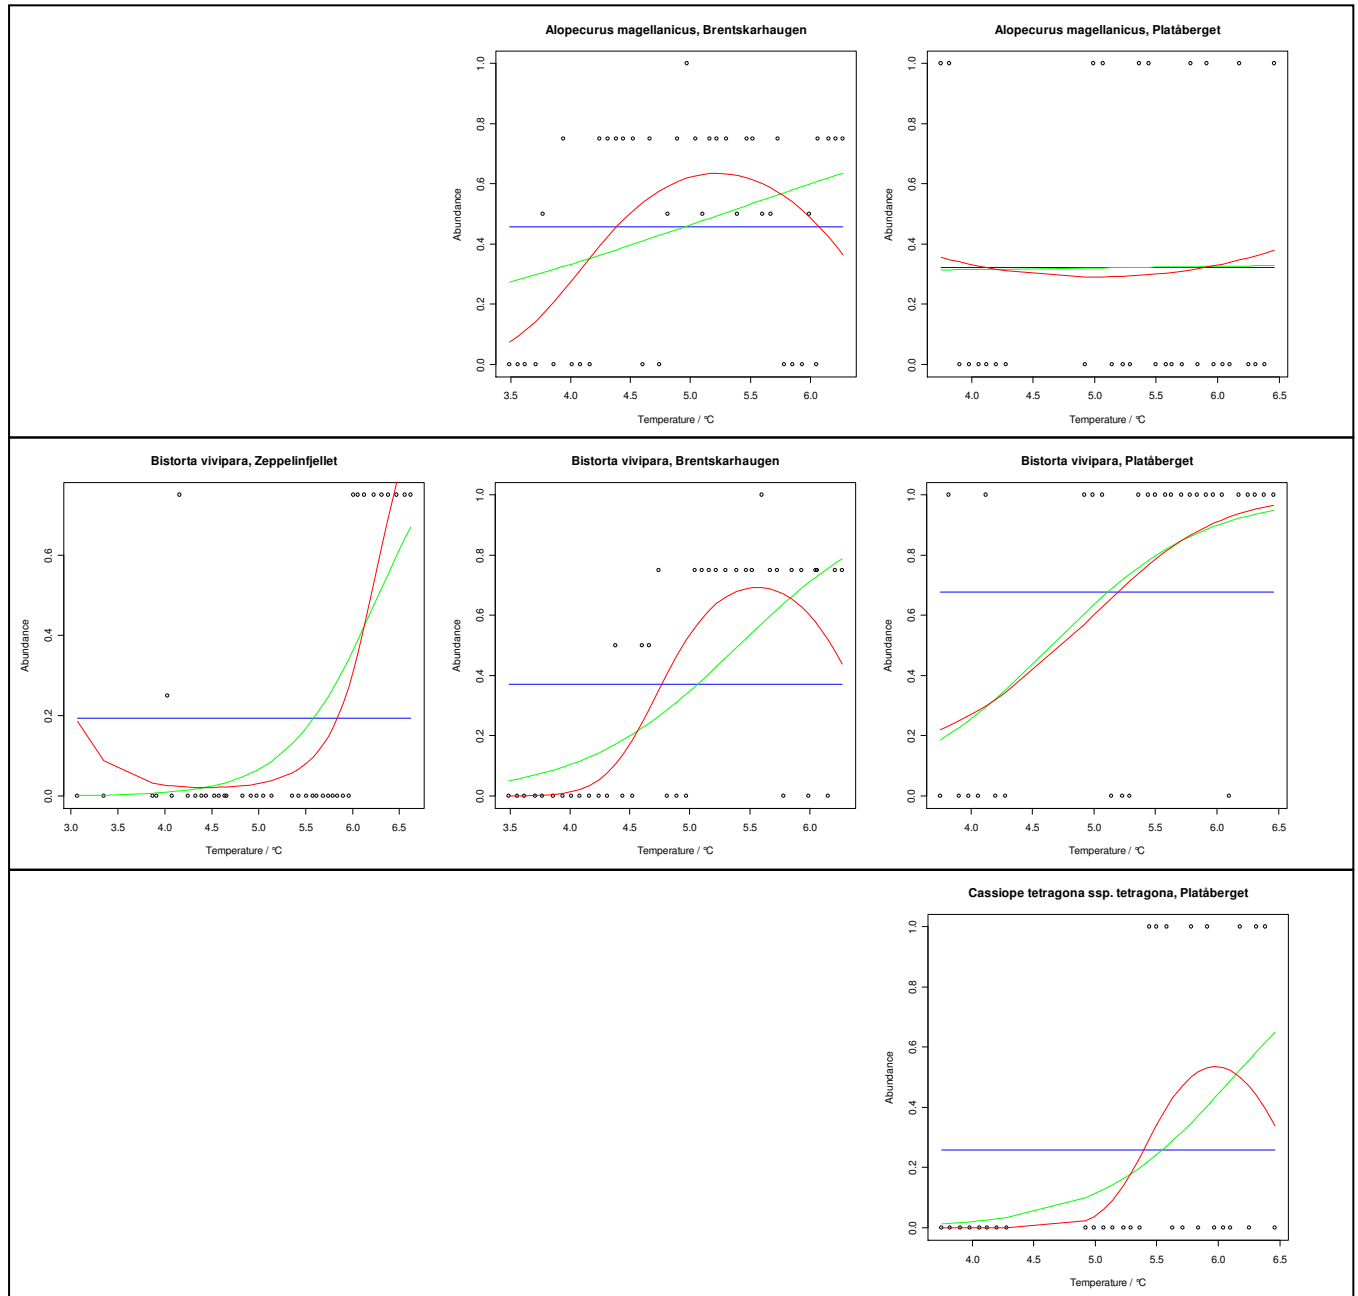 Alopecurus magellanicus, Brentskarhaugen
Abundance
0.0 0.2 0.4 0.6 0.8 1.0
3.5 4.0 4.5 5.0 5.5 6.0
Temperature / °C
Alopecurus magellanicus, Platåberget
Abundance
0.0 0.2 0.4 0.6 0.8 1.0
4.0 4.5 5.0 5.5 6.0 6.5
Temperature / °C
Bistorta vivipara, Zeppelinfjellet
Abundance
0.0 0.2 0.4 0.6
3.0 3.5 4.0 4.5 5.0 5.5 6.0 6.5
Temperature / °C
Bistorta vivipara, Brentskarhaugen
Abundance
0.0 0.2 0.4 0.6 0.8 1.0
3.5 4.0 4.5 5.0 5.5 6.0
Temperature / °C
Bistorta vivipara, Platåberget
Abundance
0.0 0.2 0.4 0.6 0.8 1.0
4.0 4.5 5.0 5.5 6.0 6.5
Temperature / °C
Cassiope tetragona ssp. tetragona, Platåberget
Abundance
0.0 0.2 0.4 0.6 0.8 1.0
4.0 4.5 5.0 5.5 6.0 6.5
Temperature / °C